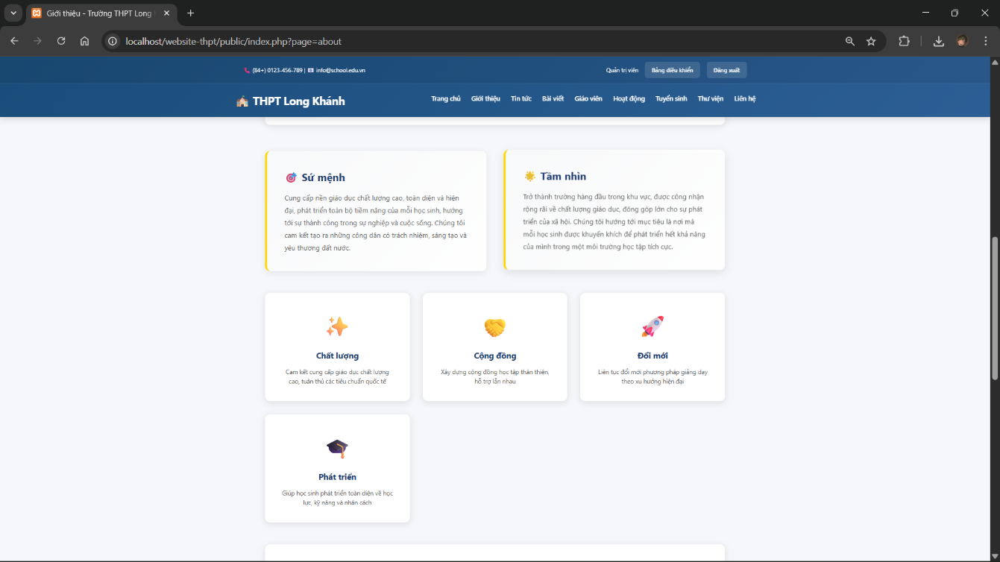 Giới thiệu - Trường THPT Long
localhost/website-thpt/public/index.php?page=about
(84+) 0123-456-789 | info@school.edu.vn
Quản trị viên
Bảng điều khiển
Đăng xuất
THPT Long Khánh
Trang chủ
Giới thiệu
Tin tức
Bài viết
Giáo viên
Hoạt động
Tuyển sinh
Thư viện
Liên hệ
Sứ mệnh
Cung cấp nền giáo dục chất lượng cao, toàn diện và hiện
đại, phát triển toàn bộ tiềm năng của mỗi học sinh, hướng
tới sự thành công trong sự nghiệp và cuộc sống. Chúng tôi
cam kết tạo ra những công dân có trách nhiệm, sáng tạo và
yêu thương đất nước.
Tầm nhìn
Trở thành trường hàng đầu trong khu vực, được công nhận
rộng rãi về chất lượng giáo dục, đóng góp lớn cho sự phát
triển của xã hội. Chúng tôi hướng tới mục tiêu là nơi mà
mỗi học sinh được khuyến khích để phát triển hết khả năng
của mình trong một môi trường học tập tích cực.
Chất lượng
Cam kết cung cấp giáo dục chất lượng
cao, tuân thủ các tiêu chuẩn quốc tế
Cộng đồng
Xây dựng cộng đồng học tập thân thiện,
hỗ trợ lẫn nhau
Đổi mới
Liên tục đổi mới phương pháp giảng dạy
theo xu hướng hiện đại
Phát triển
Giúp học sinh phát triển toàn diện về học
lực, kỹ năng và nhân cách